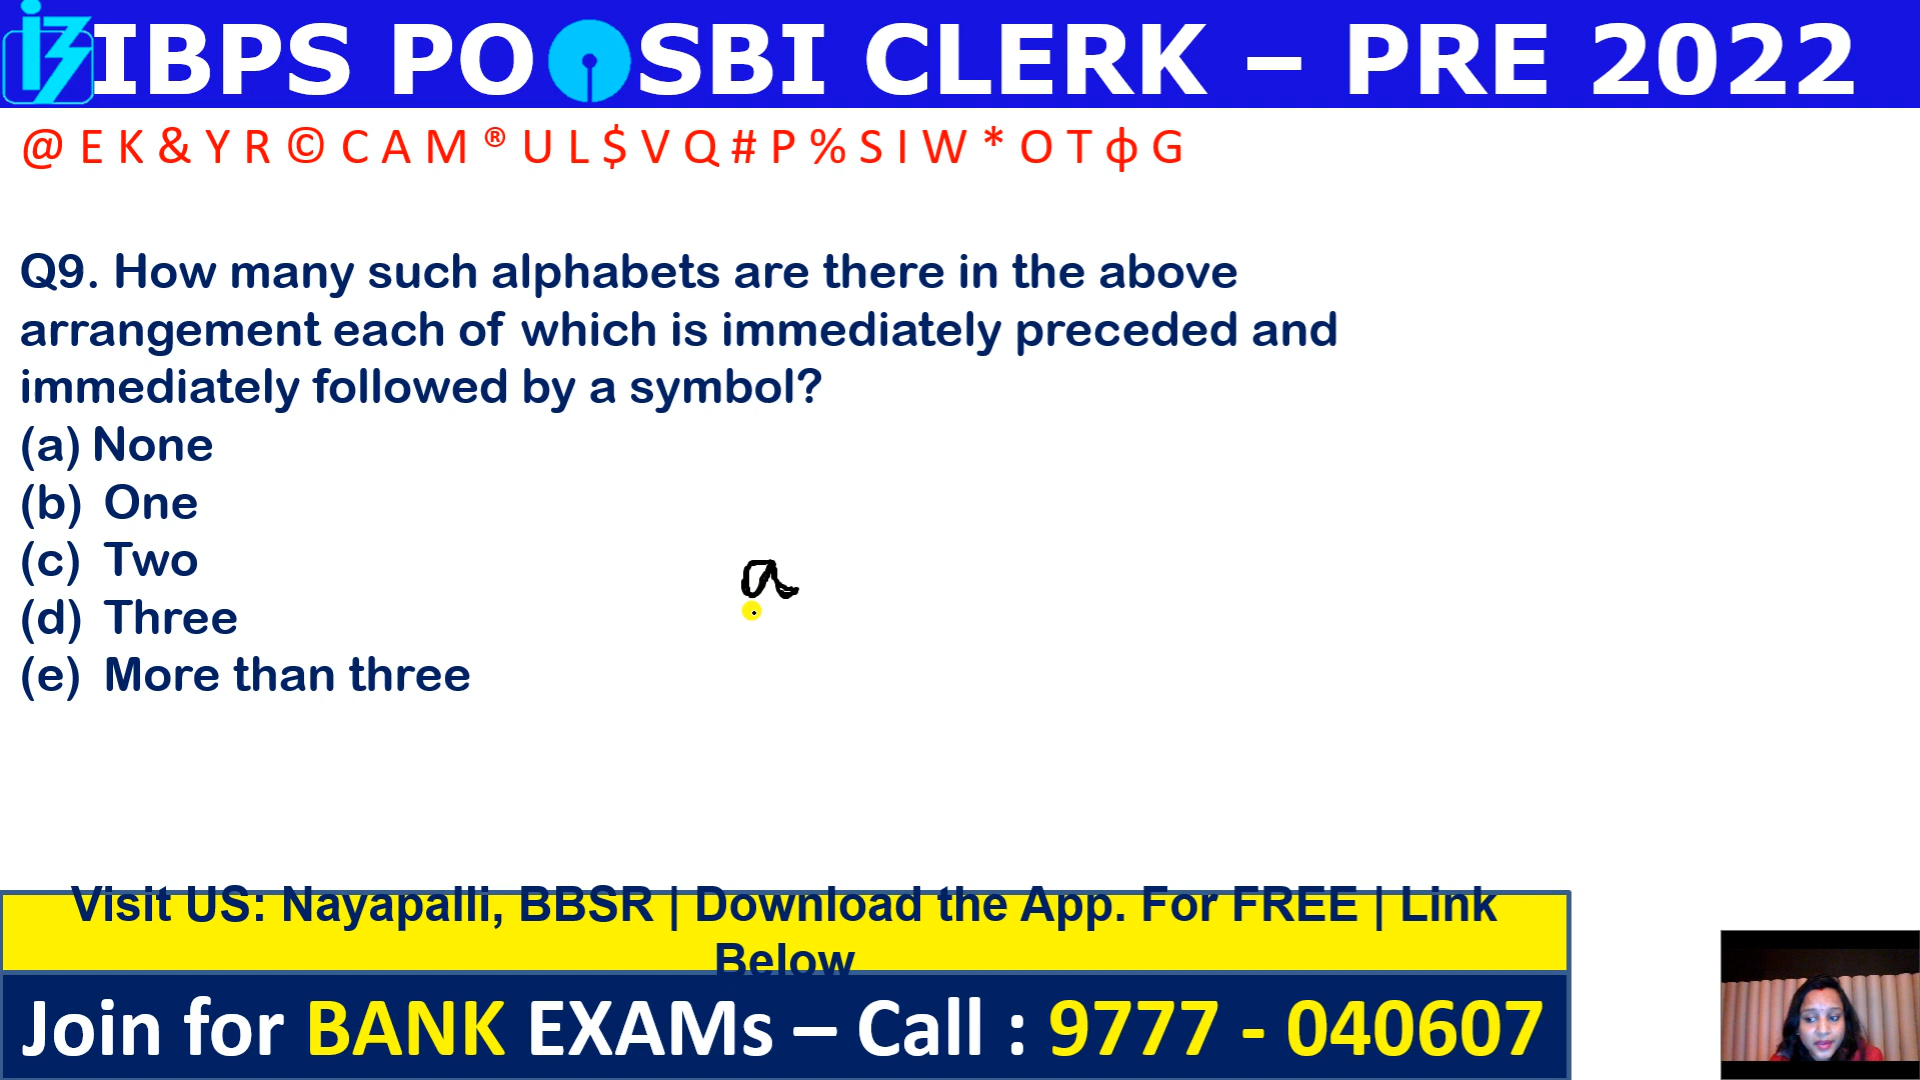 IBPS PO SBI CLERK – PRE 2022
@ E K & Y R © C A M ® U L $ V Q # P % S I W * O T ф G
Q9. How many such alphabets are there in the above
arrangement each of which is immediately preceded and
immediately followed by a symbol?
(a) None
(b) One
(c) Two
(d) Three
(e) More than three
a
Visit US: Nayapalli, BBSR | Download the App. For FREE | Link
Below
Join for BANK EXAMs – Call : 9777 - 040607